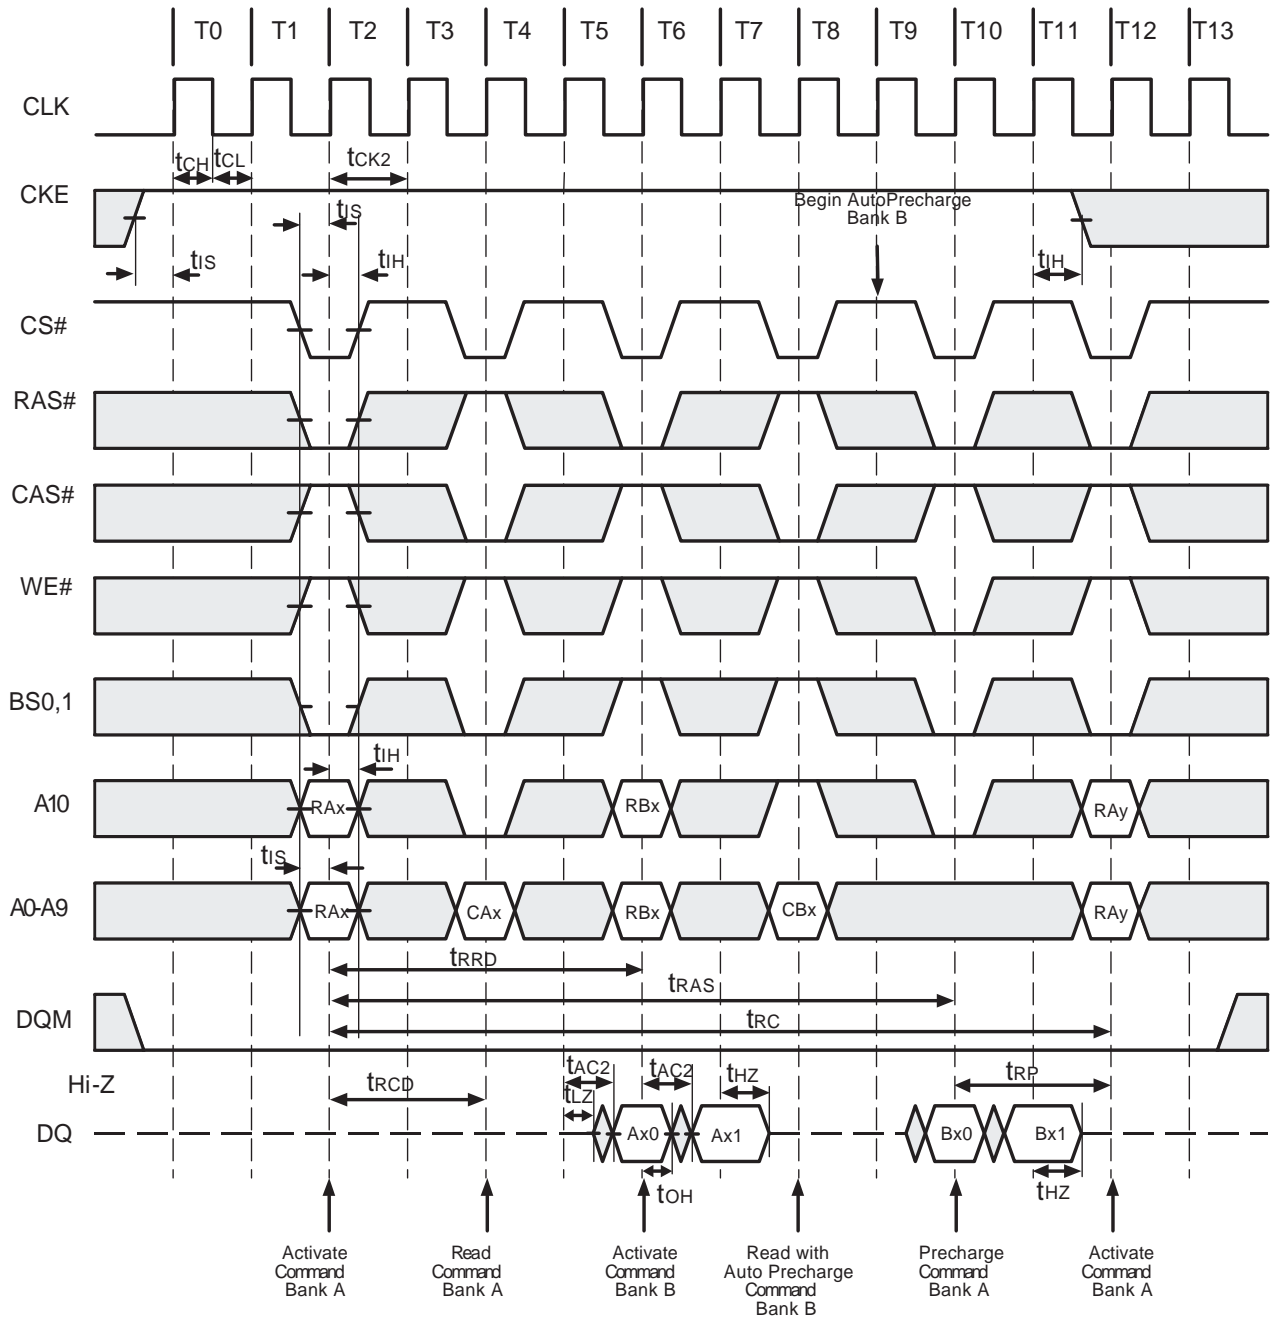 T0 T1 T2 T3 T4 T5 T6 T7 T8 T9 T10 T11 T12 T13
CLK
tCH tCL tCK2
CKE
Begin AutoPrecharge
Bank B
tIS
tIS tIH tIH
CS#
RAS#
CAS#
WE#
BS0,1
tIH
A10 RAx RBx RAy
tIS
A0-A9 RAx CAx RBx CBx RAy
tRRD
tRAS
DQM tRC
Hi-Z tRCD tAC2 tAC2 tHZ tRP
tLZ
DQ Ax0 Ax1 Bx0 Bx1
tOH tHZ
Activate
Command
Bank A
Read
Command
Bank A
Activate
Command
Bank B
Read with
Auto Precharge
Command
Bank B
Precharge
Command
Bank A
Activate
Command
Bank A